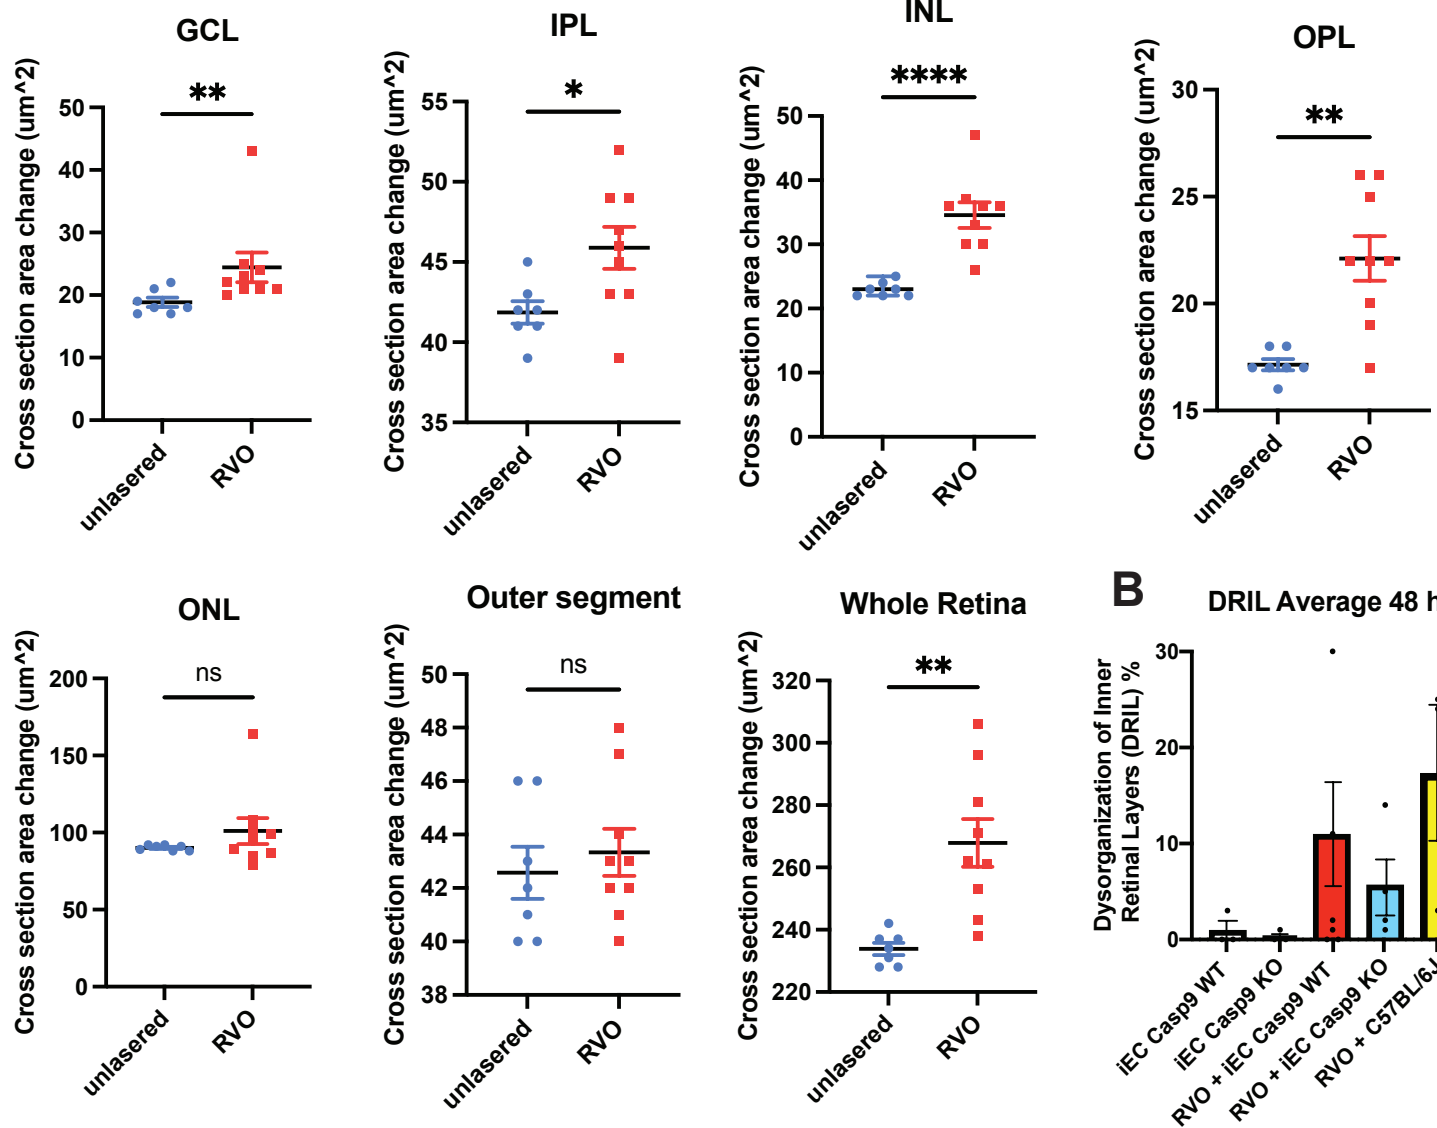 GCL
Cross section area change (um^2)
50
40
30
20
10
0
**
unlasered
RVO
IPL
Cross section area change (um^2)
55
50
45
40
35
*
unlasered
RVO
INL
Cross section area change (um^2)
50
40
30
20
10
0
****
unlasered
RVO
OPL
Cross section area change (um^2)
30
25
20
15
**
unlasered
RVO
ONL
Cross section area change (um^2)
200
150
100
50
0
ns
unlasered
RVO
Outer segment
Cross section area change (um^2)
50
48
46
44
42
40
38
ns
unlasered
RVO
Whole Retina
Cross section area change (um^2)
320
300
280
260
240
220
**
unlasered
RVO
B
DRIL Average 48 h
Dysorganization of Inner
Retinal Layers (DRIL) %
30
20
10
0
iEC Casp9 WT
iEC Casp9 KO
RVO + iEC Casp9 WT
RVO + iEC Casp9 KO
RVO + C57BL/6J